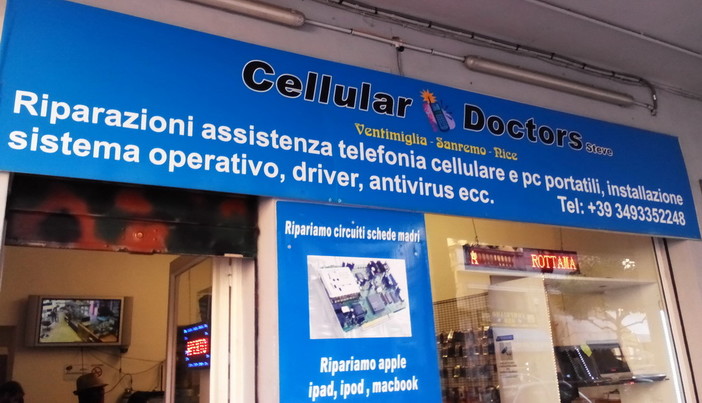 Cellular Doctors Steve
Ventimiglia - Sanremo - Nice
Riparazioni assistenza telefonia cellulare e pc portatili, installazione
sistema operativo, driver, antivirus ecc. Tel: +39 3493352248
Ripariamo circuiti schede madri
Ripariamo apple
ipad, ipod , macbook
ROTTAMA